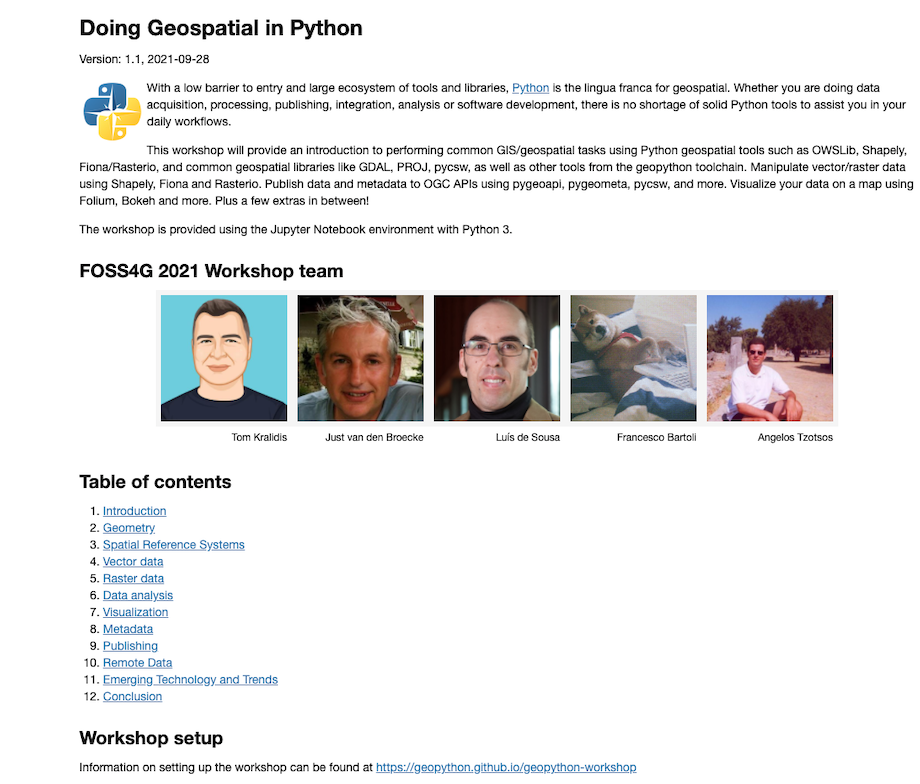 Doing Geospatial in Python
Version: 1.1, 2021-09-28
With a low barrier to entry and large ecosystem of tools and libraries, Python is the lingua franca for geospatial. Whether you are doing data
acquisition, processing, publishing, integration, analysis or software development, there is no shortage of solid Python tools to assist you in your
daily workflows.
This workshop will provide an introduction to performing common GIS/geospatial tasks using Python geospatial tools such as OWSLib, Shapely,
Fiona/Rasterio, and common geospatial libraries like GDAL, PROJ, pycsw, as well as other tools from the geopython toolchain. Manipulate vector/raster data
using Shapely, Fiona and Rasterio. Publish data and metadata to OGC APIs using pygeoapi, pygeometa, pycsw, and more. Visualize your data on a map using
Folium, Bokeh and more. Plus a few extras in between!
The workshop is provided using the Jupyter Notebook environment with Python 3.
FOSS4G 2021 Workshop team
Tom Kralidis
Just van den Broecke
Luís de Sousa
Francesco Bartoli
Angelos Tzotsos
Table of contents
1. Introduction
2. Geometry
3. Spatial Reference Systems
4. Vector data
5. Raster data
6. Data analysis
7. Visualization
8. Metadata
9. Publishing
10. Remote Data
11. Emerging Technology and Trends
12. Conclusion
Workshop setup
Information on setting up the workshop can be found at https://geopython.github.io/geopython-workshop